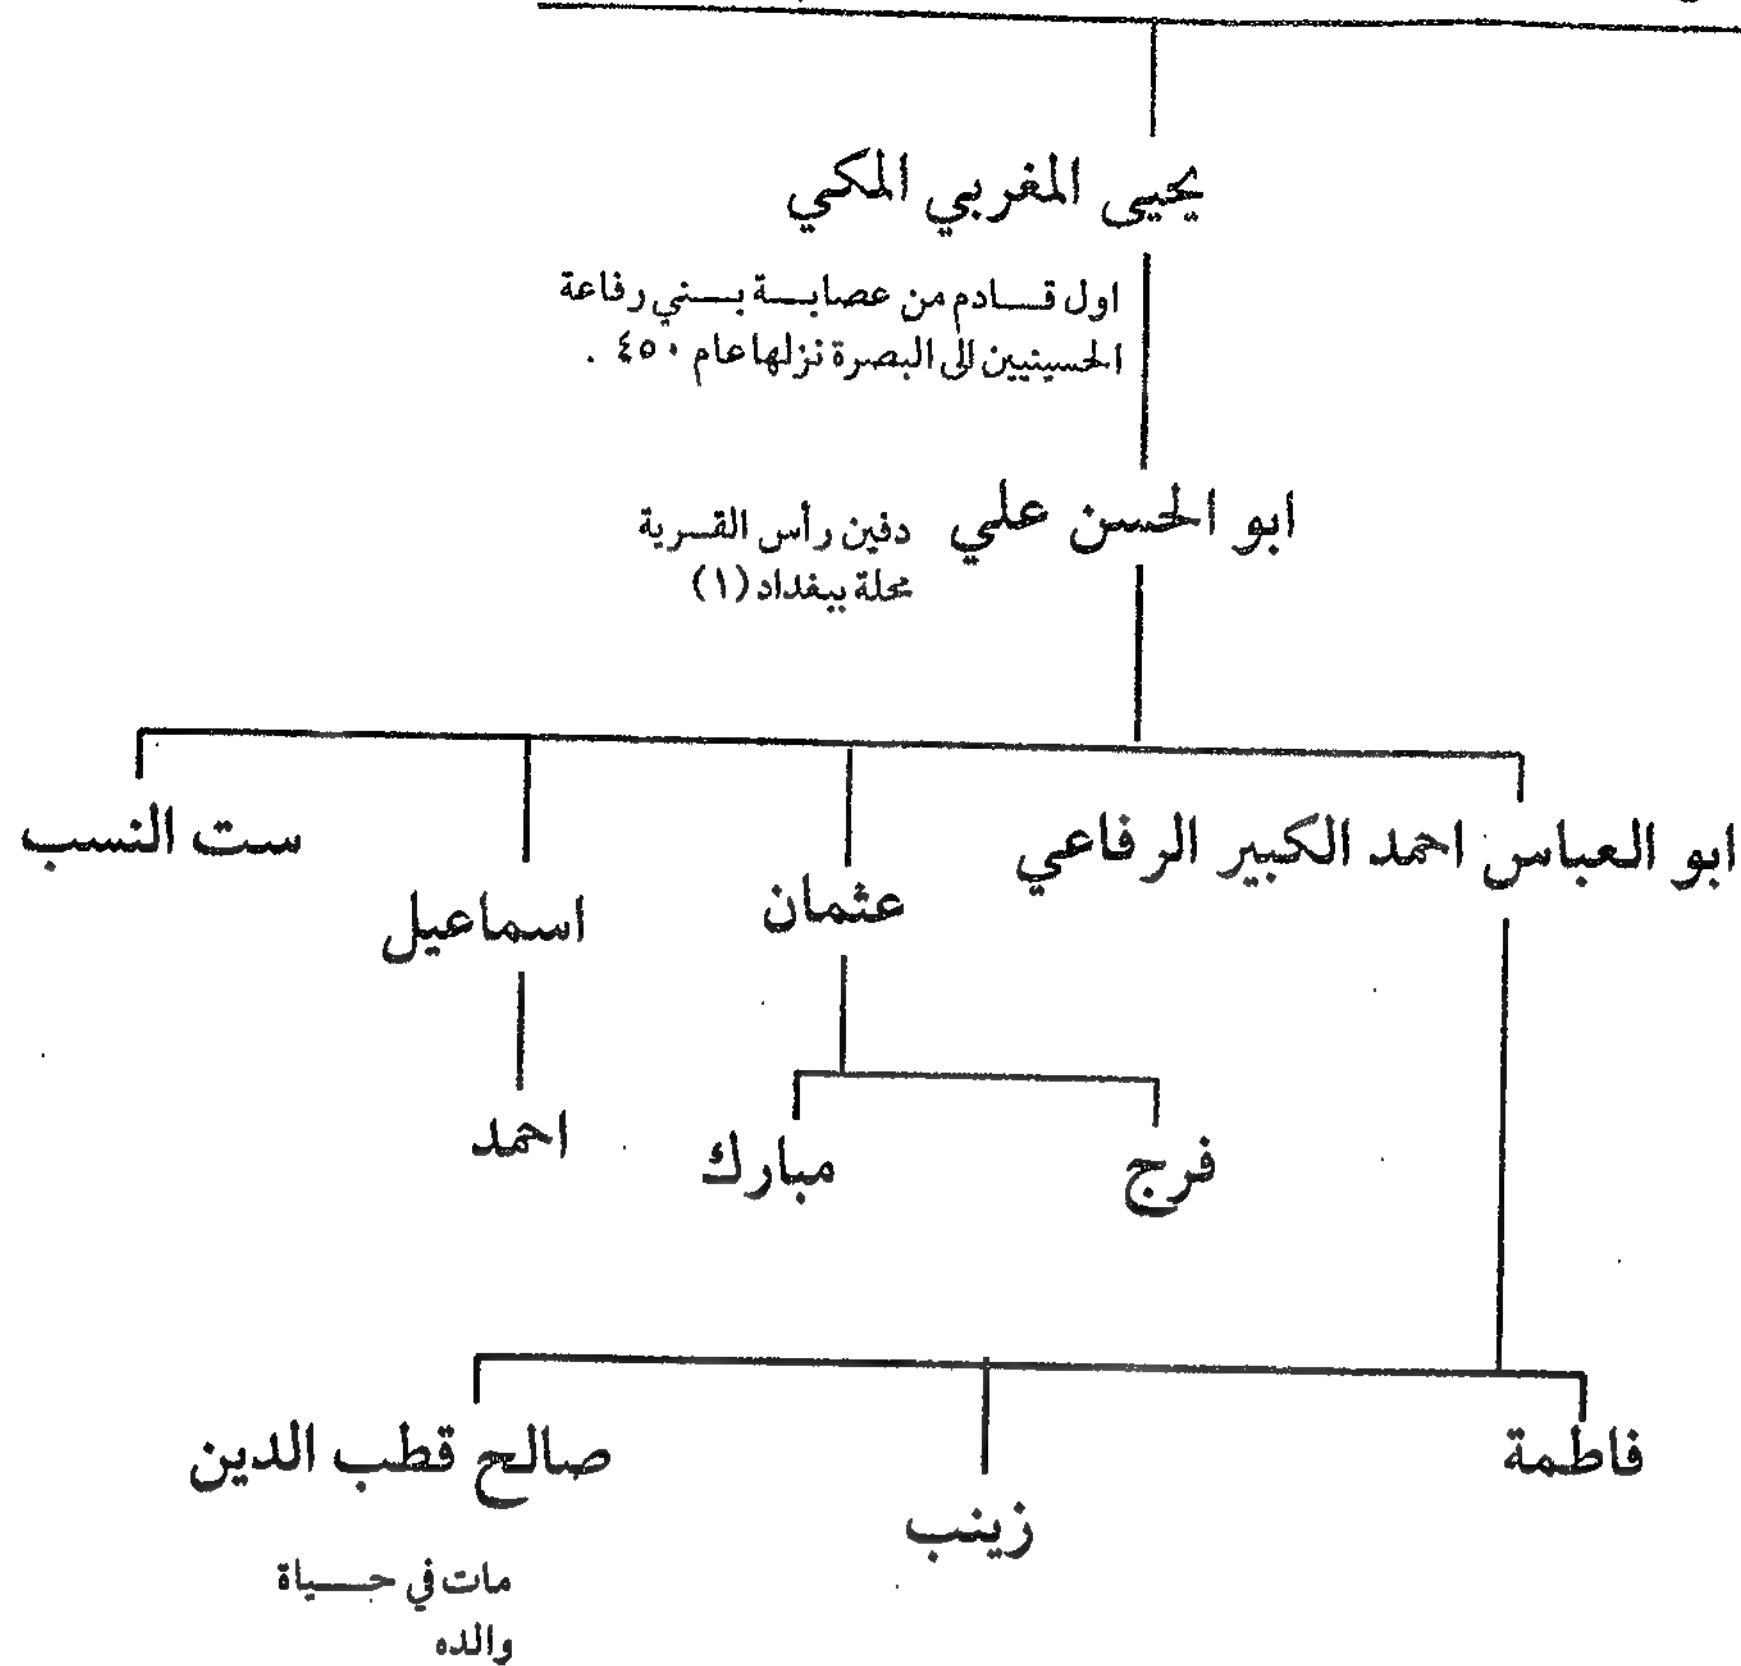 يحيى المغربي المكي
اول قادم من عصابة بني رفاعة
الحسينيين الى البصرة نزلها عام ٤٥٠ .
ابو الحسن علي
دفين رأس القرية
محلة ببغداد (١)
ابو العباس احمد الكبير الرفاعي
عثمان
اسماعيل
ست النسب
فرج
مبارك
احمد
فاطمة
زينب
صالح قطب الدين
مات في حياة
والده